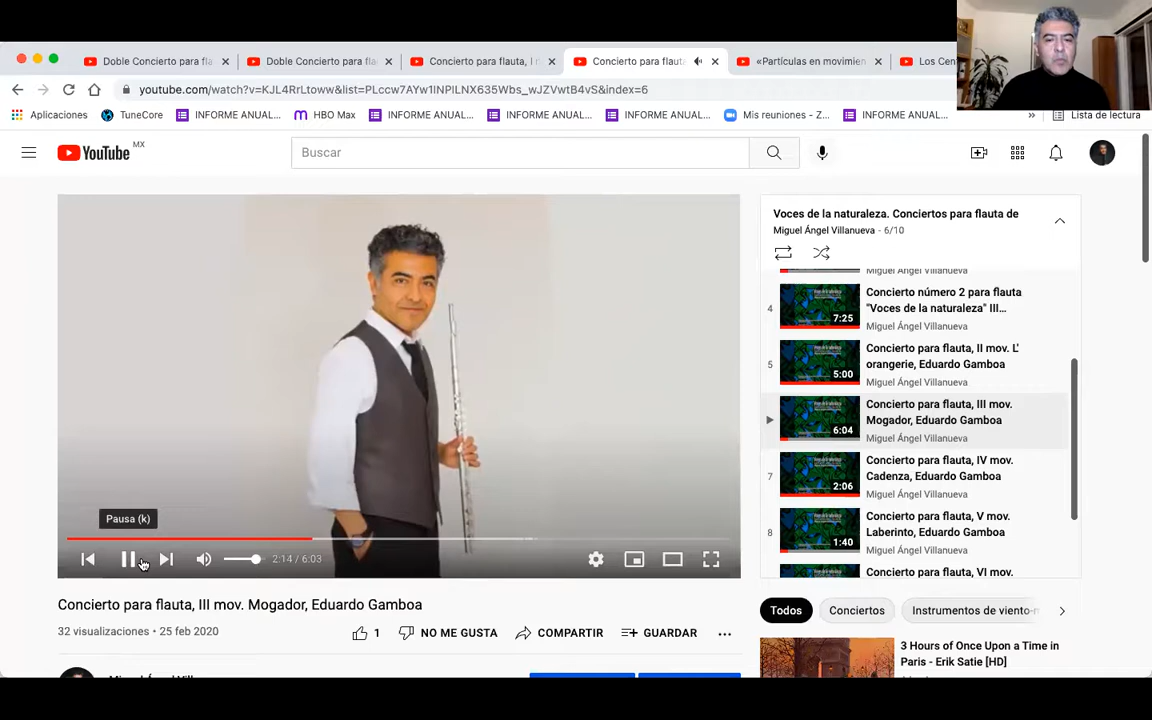 Doble Concierto para fla
Doble Concierto para fla
Concierto para flauta, I
Concierto para flauta
«Partículas en movimien
Los Cen
youtube.com/watch?v=KJL4RrLtoww&list=PLccw7AYw1INPILNX635Wbs_wJZVwtB4vS&index=6
Aplicaciones
TuneCore
INFORME ANUAL...
HBO Max
INFORME ANUAL...
INFORME ANUAL...
INFORME ANUAL...
Mis reuniones - Z...
INFORME ANUAL...
»
Lista de lectura
YouTube MX
Buscar
Voces de la naturaleza. Conciertos para flauta de
Miguel Ángel Villanueva - 6/10
Miguel Ángel Villanueva
4
7:25
Concierto número 2 para flauta
"Voces de la naturaleza" III...
Miguel Ángel Villanueva
5
5:00
Concierto para flauta, II mov. L'
orangerie, Eduardo Gamboa
Miguel Ángel Villanueva
6:04
Concierto para flauta, III mov.
Mogador, Eduardo Gamboa
Miguel Ángel Villanueva
7
2:06
Concierto para flauta, IV mov.
Cadenza, Eduardo Gamboa
Miguel Ángel Villanueva
8
1:40
Concierto para flauta, V mov.
Laberinto, Eduardo Gamboa
Miguel Ángel Villanueva
Concierto para flauta, VI mov.
Pausa (k)
2:14 / 6:03
Concierto para flauta, III mov. Mogador, Eduardo Gamboa
32 visualizaciones • 25 feb 2020
1
NO ME GUSTA
COMPARTIR
GUARDAR
...
Todos
Conciertos
Instrumentos de viento-m
3 Hours of Once Upon a Time in
Paris - Erik Satie [HD]